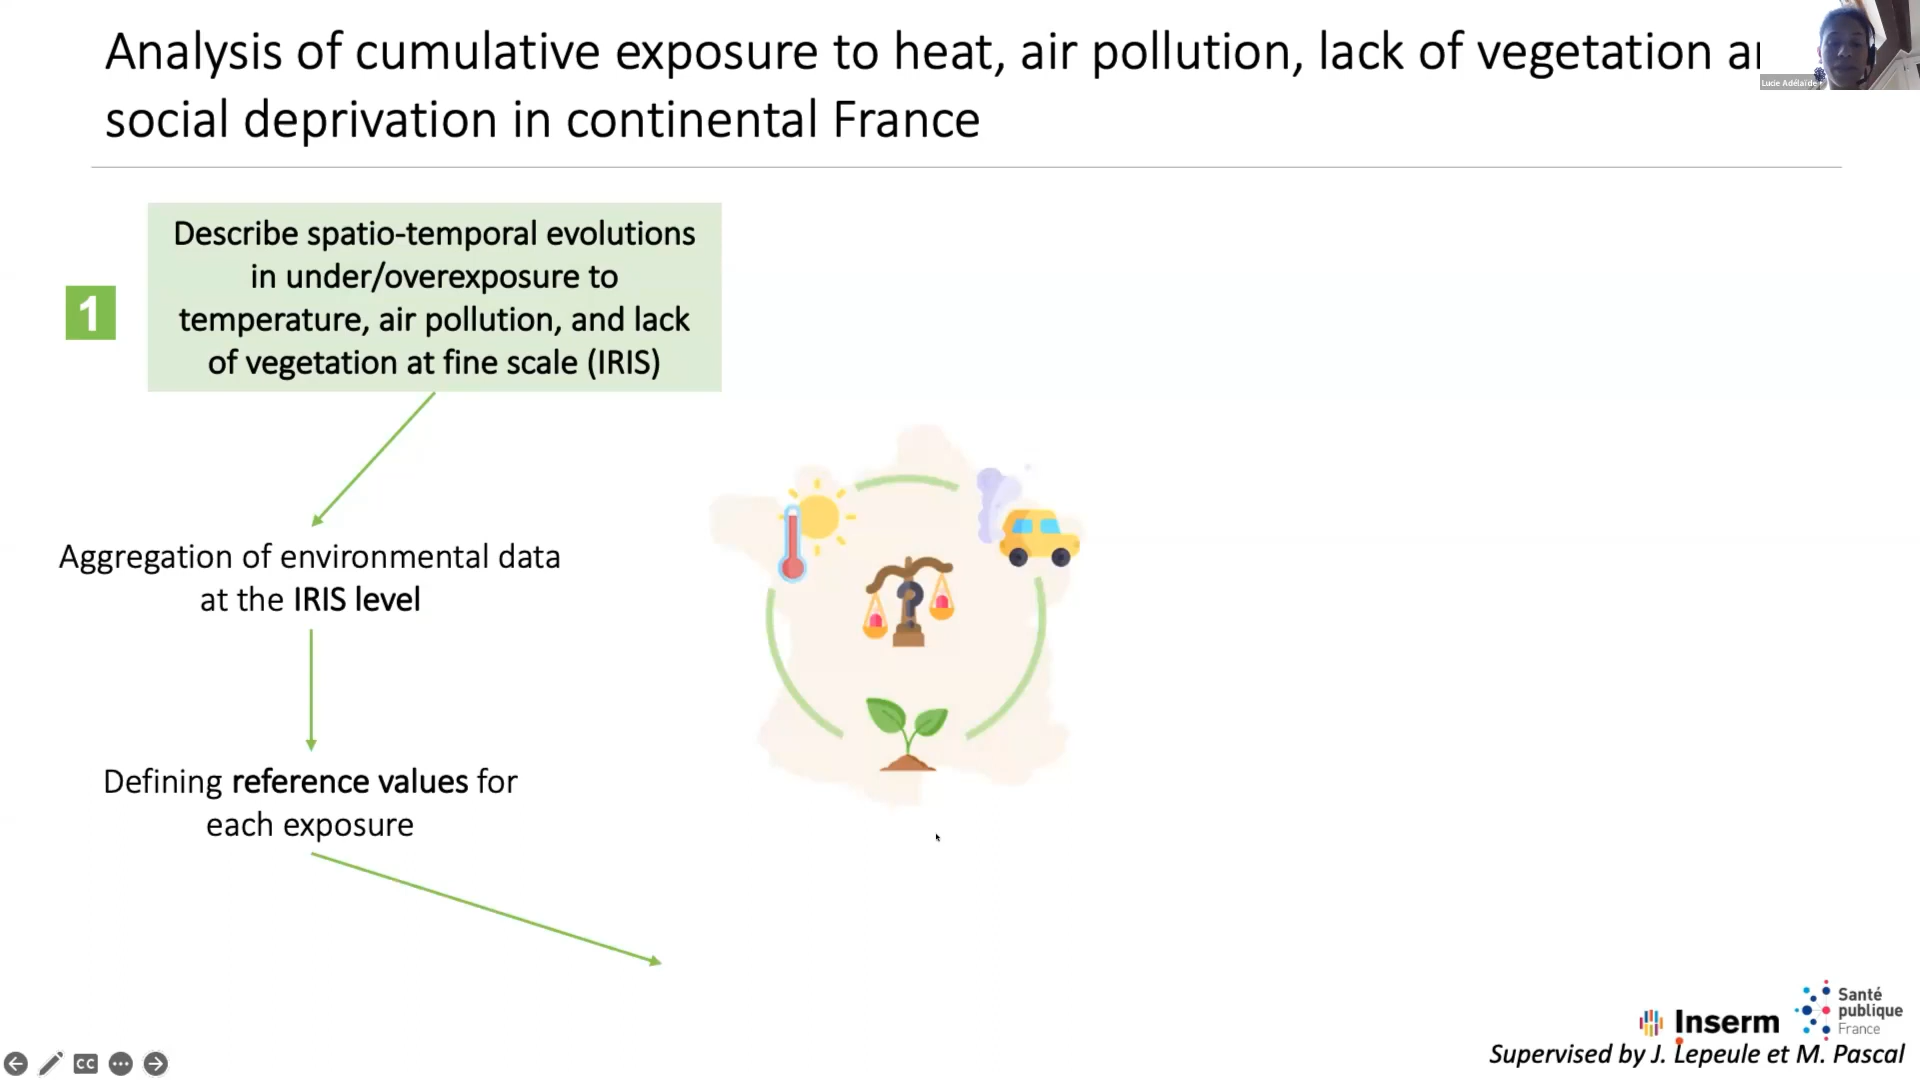 Analysis of cumulative exposure to heat, air pollution, lack of vegetation a
social deprivation in continental France
Lucie Adélaïde
1
Describe spatio-temporal evolutions
in under/overexposure to
temperature, air pollution, and lack
of vegetation at fine scale (IRIS)
Aggregation of environmental data
at the IRIS level
Defining reference values for
each exposure
?
Inserm
Santé
publique
France
Supervised by J. Lepeule et M. Pascal
CC